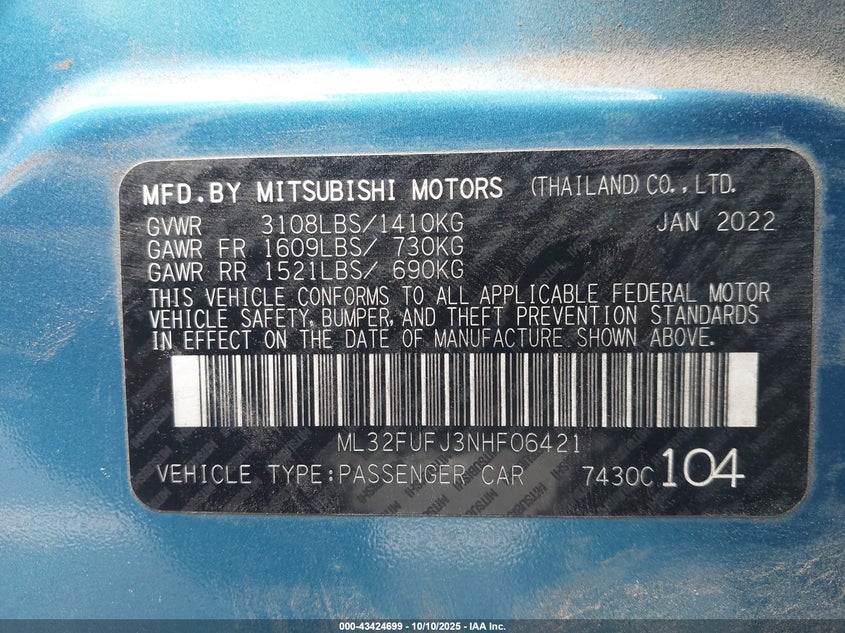 MFD.BY MITSUBISHI MOTORS (THAILAND) CO.,LTD.
GVWR 3108LBS/1410KG JAN 2022
GAWR FR 1609LBS/ 730KG
GAWR RR 1521LBS/ 690KG
THIS VEHICLE CONFORMS TO ALL APPLICABLE FEDERAL MOTOR
VEHICLE SAFETY, BUMPER, AND THEFT PREVENTION STANDARDS
IN EFFECT ON THE DATE OF MANUFACTURE SHOWN ABOVE.
ML32FUFJ3NHF06421
VEHICLE TYPE:PASSENGER CAR 7430C 104
000-43424699 - 10/10/2025 - IAA Inc.